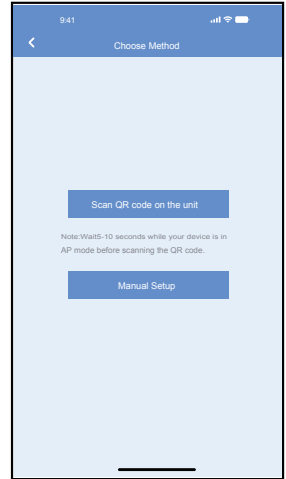 9:41
Choose Method
Scan QR code on the unit
Note:Wait5-10 seconds while your device is in
AP mode before scanning the QR code.
Manual Setup